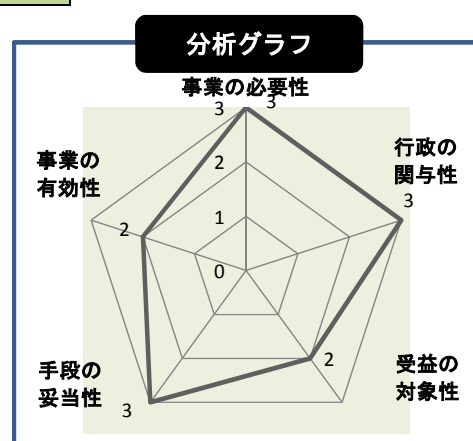 分析グラフ
事業の必要性
3
3
行政の
関与性
3
事業の
有効性
2
2
1
0
受益の
対象性
2
手段の
妥当性
3